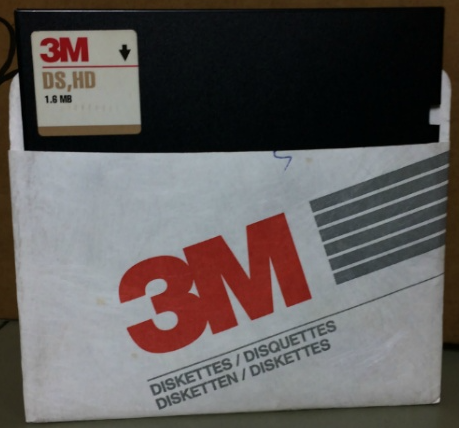 3M
DS,HD
1.6 MB
3M
DISKETTES / DISQUETTES
DISKETTEN / DISKETTES